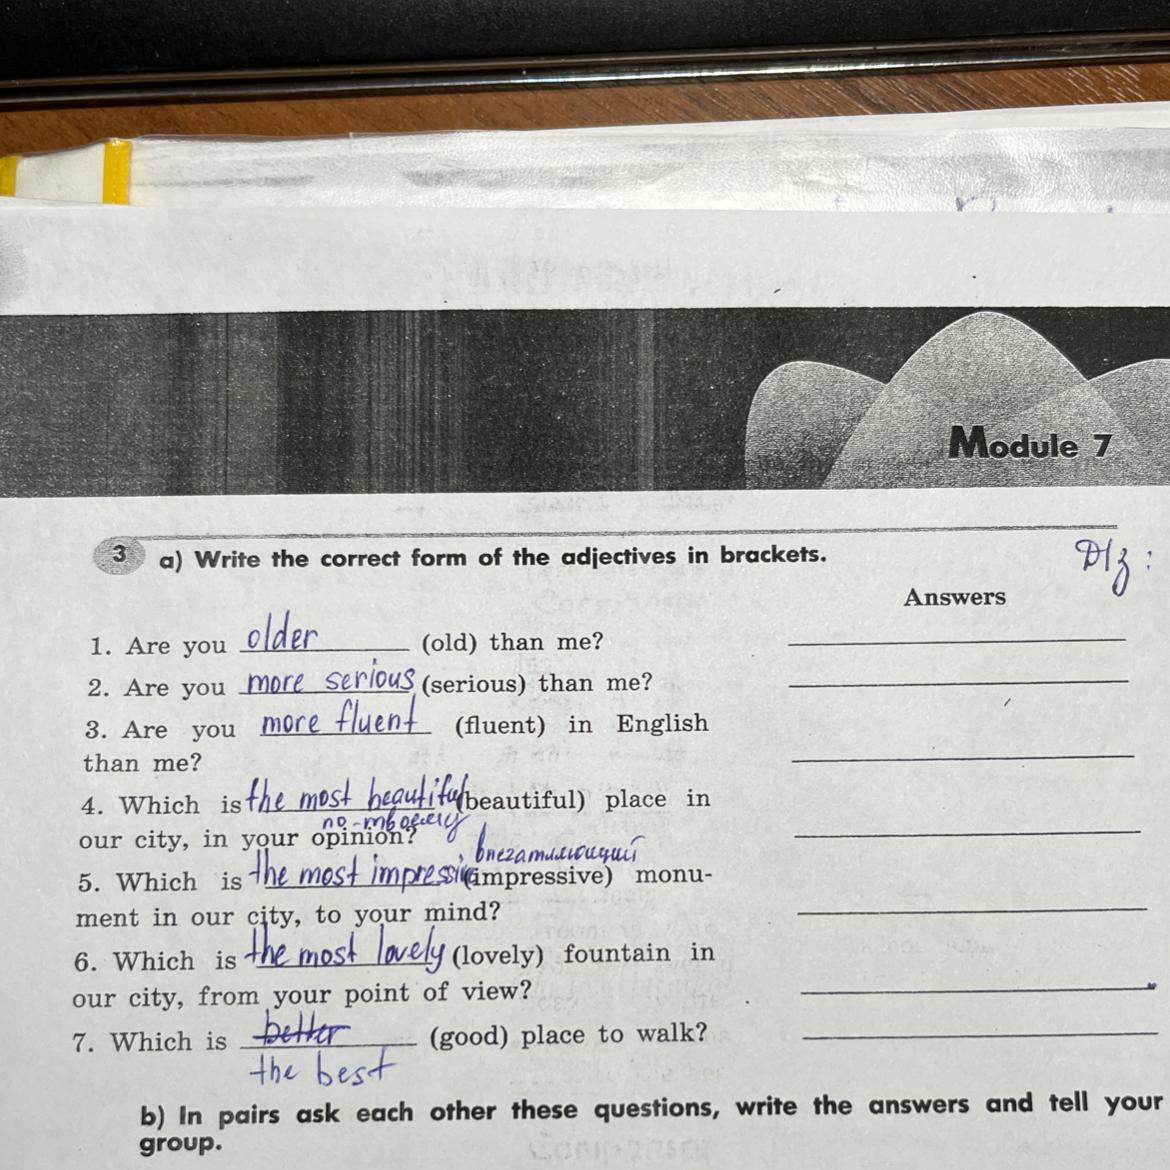 Module 7
3 a) Write the correct form of the adjectives in brackets.
Д/з:
Answers
1. Are you older (old) than me?
2. Are you more serious (serious) than me?
3. Are you more fluent (fluent) in English
than me?
4. Which is the most beautiful (beautiful) place in
по-твоему
our city, in your opinion?
впечатляющий
5. Which is the most impressive (impressive) monu-
ment in our city, to your mind?
6. Which is the most lovely (lovely) fountain in
our city, from your point of view?
7. Which is better (good) place to walk?
the best
b) In pairs ask each other these questions, write the answers and tell your
group.